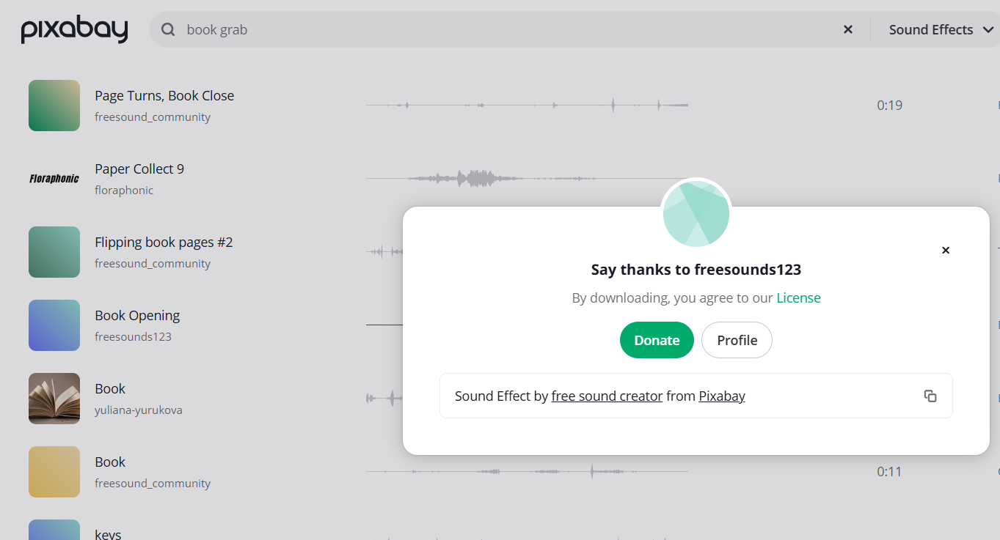 pixabay
book grab
Sound Effects
Page Turns, Book Close
freesound_community
0:19
Floraphonic
Paper Collect 9
floraphonic
Flipping book pages #2
freesound_community
Book Opening
freesounds123
Book
yuliana-yurukova
Book
freesound_community
0:11
keys
Say thanks to freesounds123
By downloading, you agree to our License
Donate
Profile
Sound Effect by free sound creator from Pixabay